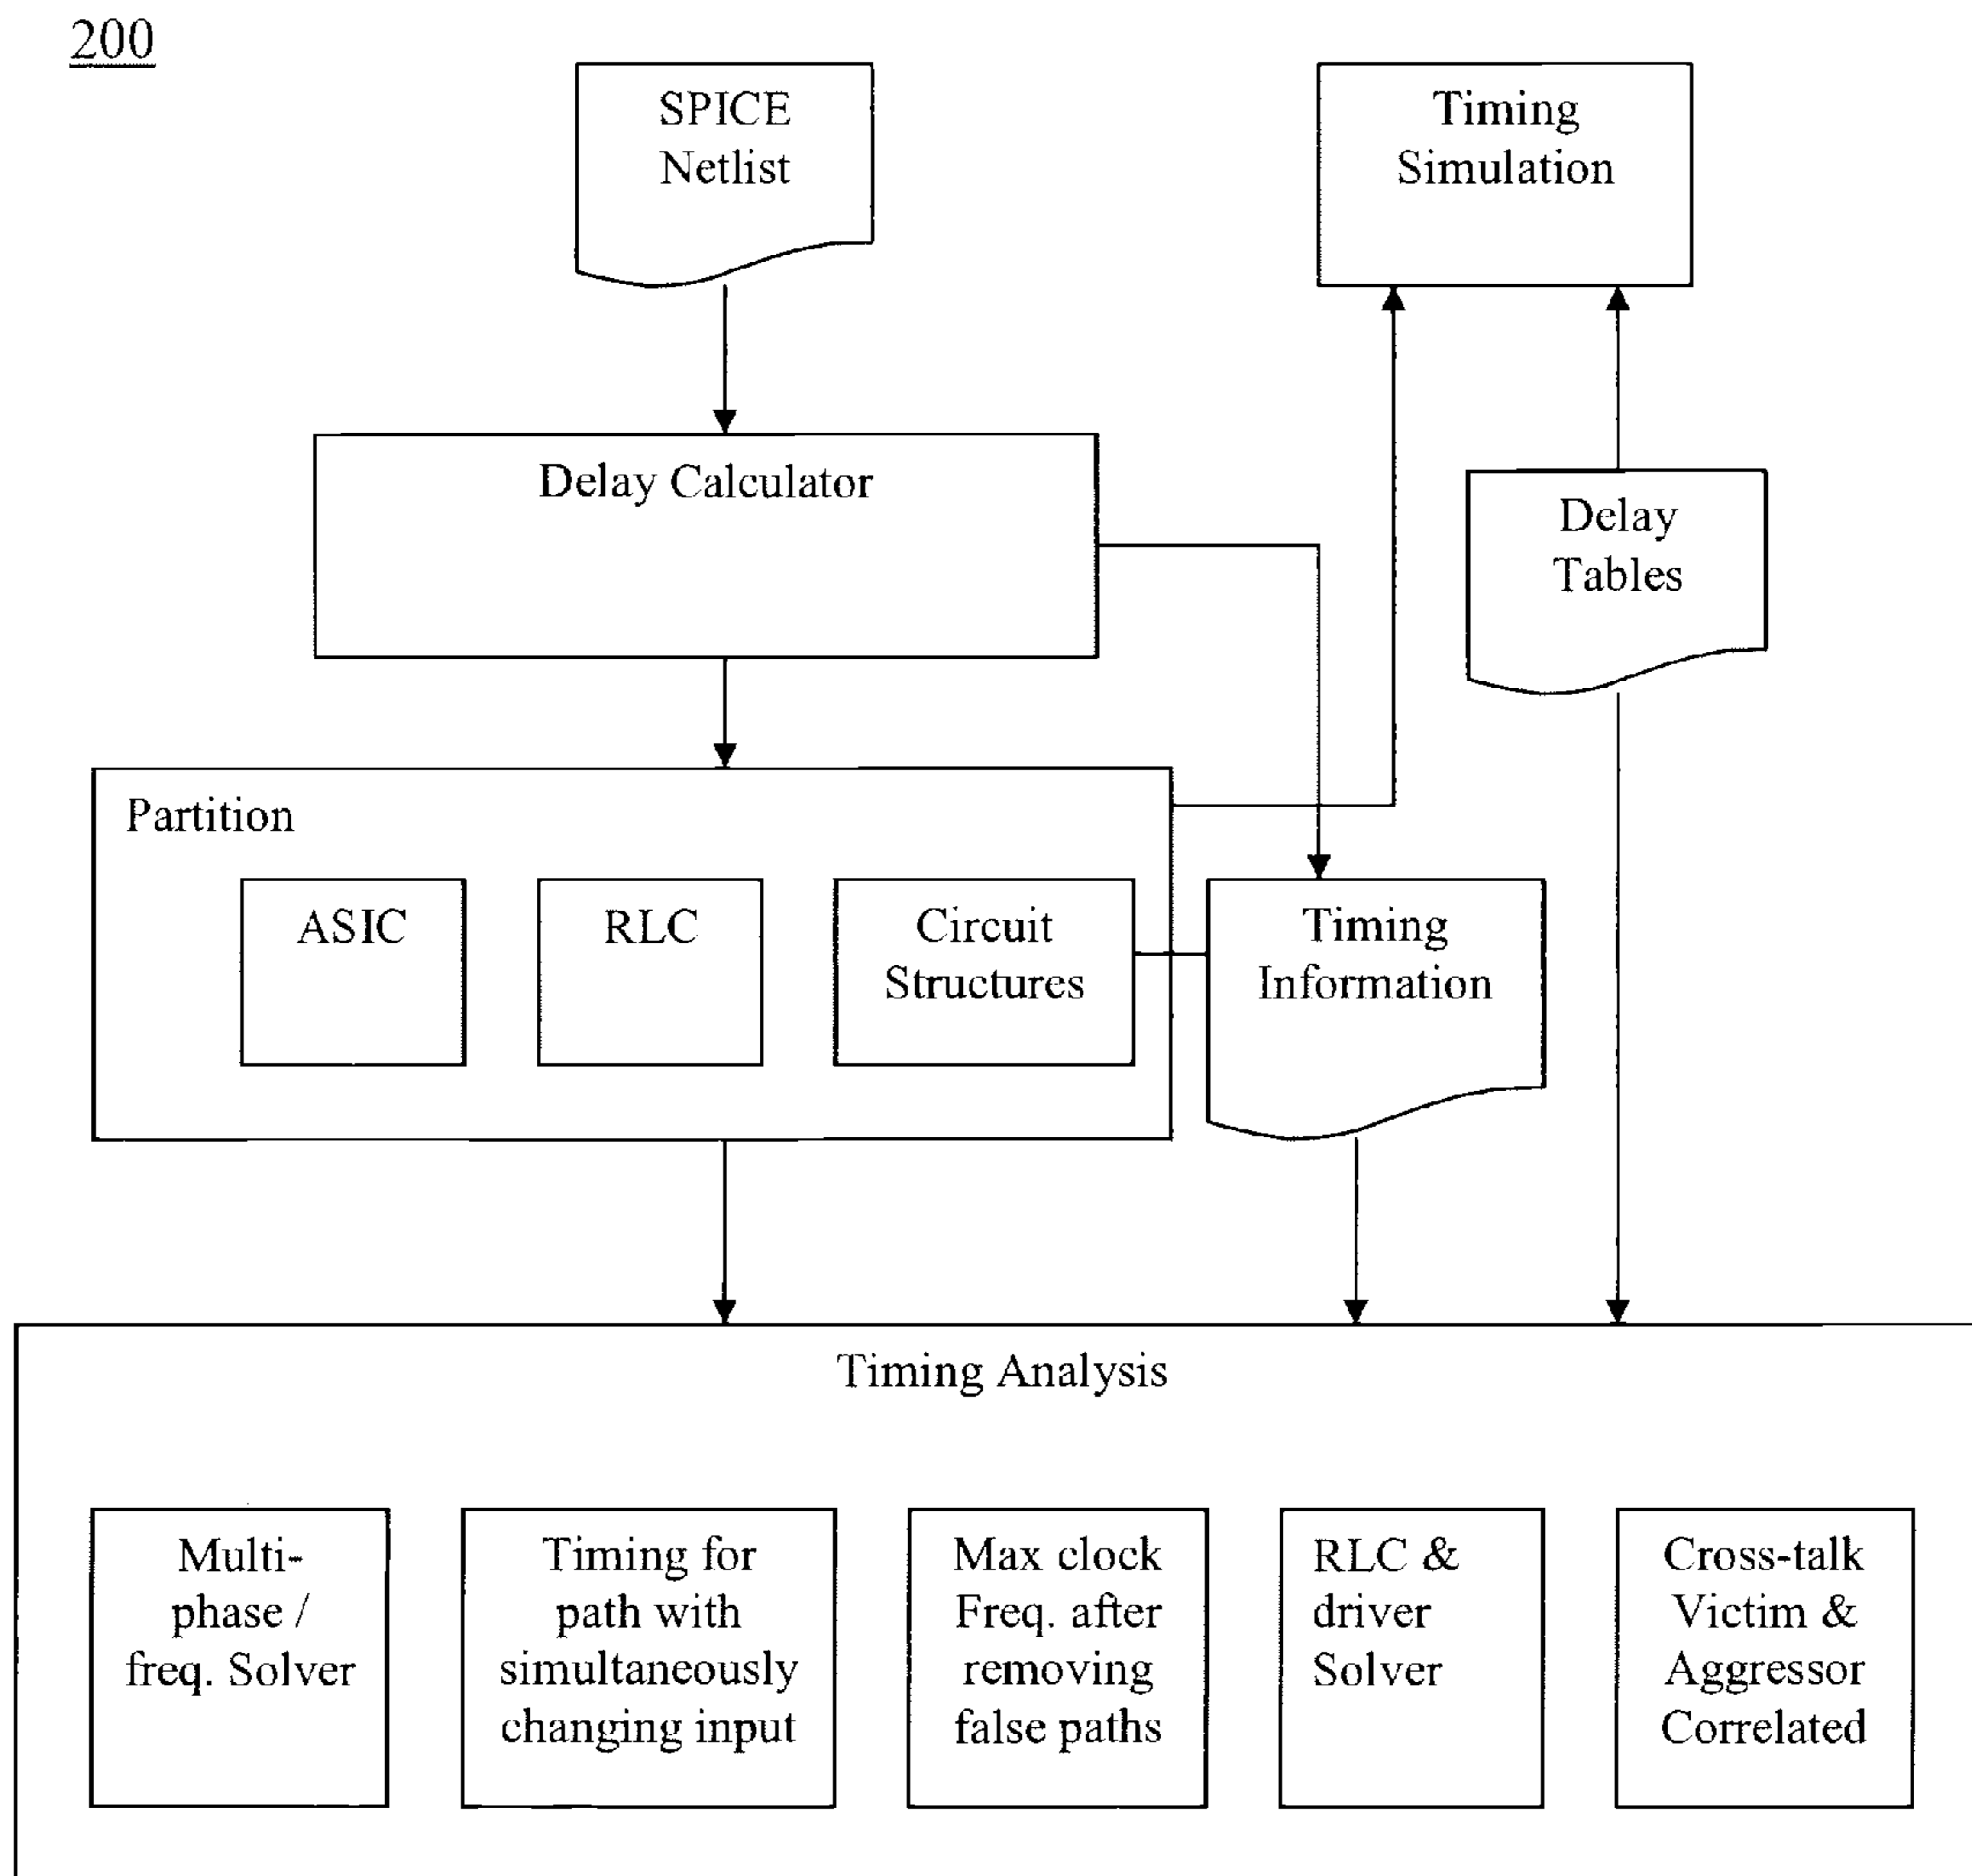 200
SPICE
Netlist
Timing
Simulation
Delay Calculator
Delay
Tables
Partition
ASIC
RLC
Circuit
Structures
Timing
Information
Timing Analysis
Multi-
phase /
freq. Solver
Timing for
path with
simultaneously
changing input
Max clock
Freq. after
removing
false paths
RLC &
driver
Solver
Cross-talk
Victim &
Aggressor
Correlated